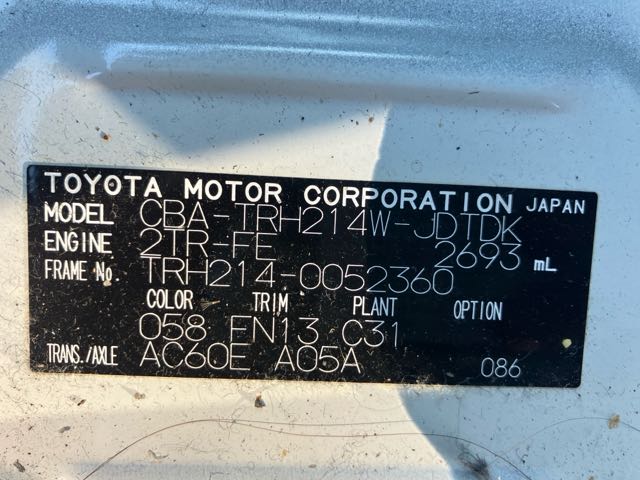 TOYOTA MOTOR CORPORATION JAPAN
MODEL CBA-TRH214W-JDTDK
ENGINE 2TR-FE 2693 mL
FRAME No. TRH214-0052360
COLOR TRIM PLANT OPTION
058 FN13 C31
TRANS./AXLE AC60E A05A 086